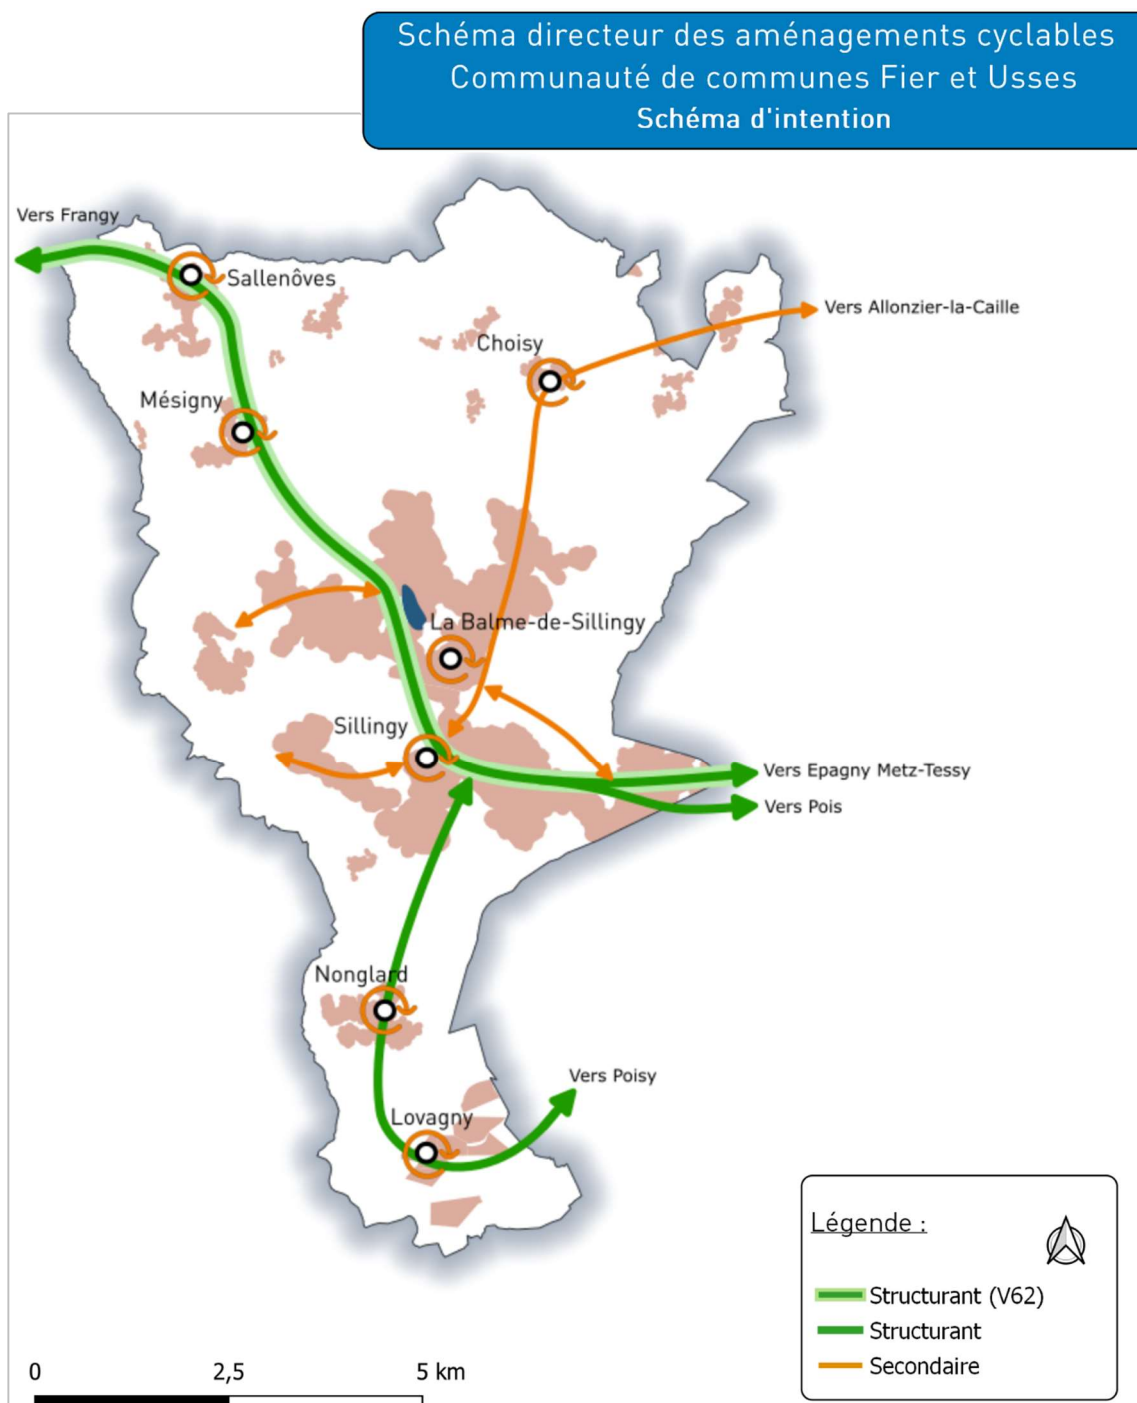 Schéma directeur des aménagements cyclables
Communauté de communes Fier et Usses
Schéma d'intention
Vers Frangy
Sallenôves
Vers Allonzier-la-Caille
Choisy
Mésigny
La Balme-de-Sillingy
Sillingy
Vers Epagny Metz-Tessy
Vers Pois
Nonglard
Vers Poisy
Lovagny
Légende :
Structurant (V62)
Structurant
Secondaire
0 2,5 5 km